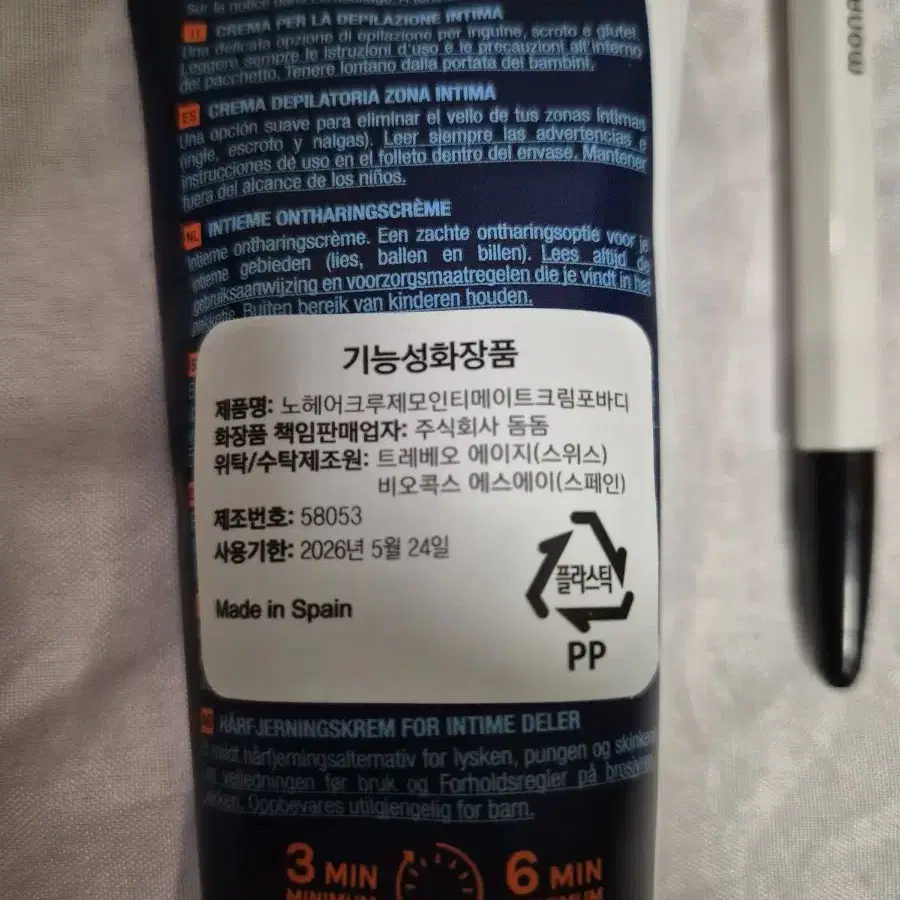 IT CREMA PER LA DEPILAZIONE INTIMA
Una delicata opzione di epilazione per inguine, scroto e glutei.
Leggere sempre le istruzioni d'uso e le precauzioni all'interno
del pacchetto. Tenere lontano dalla portata dei bambini.
ES CREMA DEPILATORIA ZONA INTIMA
Una opción suave para eliminar el vello de tus zonas íntimas
(ingle, escroto y nalgas). Leer siempre las advertencias e
instrucciones de uso en el folleto dentro del envase. Mantener
fuera del alcance de los niños.
NL INTIEME ONTHARINGSCRÈME
Intieme ontharingscrème. Een zachte ontharingsoptie voor je
intieme gebieden (lies, ballen en billen). Lees altijd de
gebruiksaanwijzing en voorzorgsmaatregelen die je vindt in het
Buiten bereik van kinderen houden.
기능성화장품
제품명: 노헤어크루제모인티메이트크림포바디
화장품 책임판매업자: 주식회사 돔돔
위탁/수탁제조원: 트레베오 에이지(스위스)
비오콕스 에스에이(스페인)
제조번호: 58053
사용기한: 2026년 5월 24일
플라스틱
Made in Spain
PP
NO HÅRFJERNINGSKREM FOR INTIME DELER
hårfjerningsalternativ for lysken, pungen og
veiledningen før bruk og Forholdsregler på
Oppbevares utilgjengelig for barn.
3 MIN
6 MIN
MINIMUM
monami